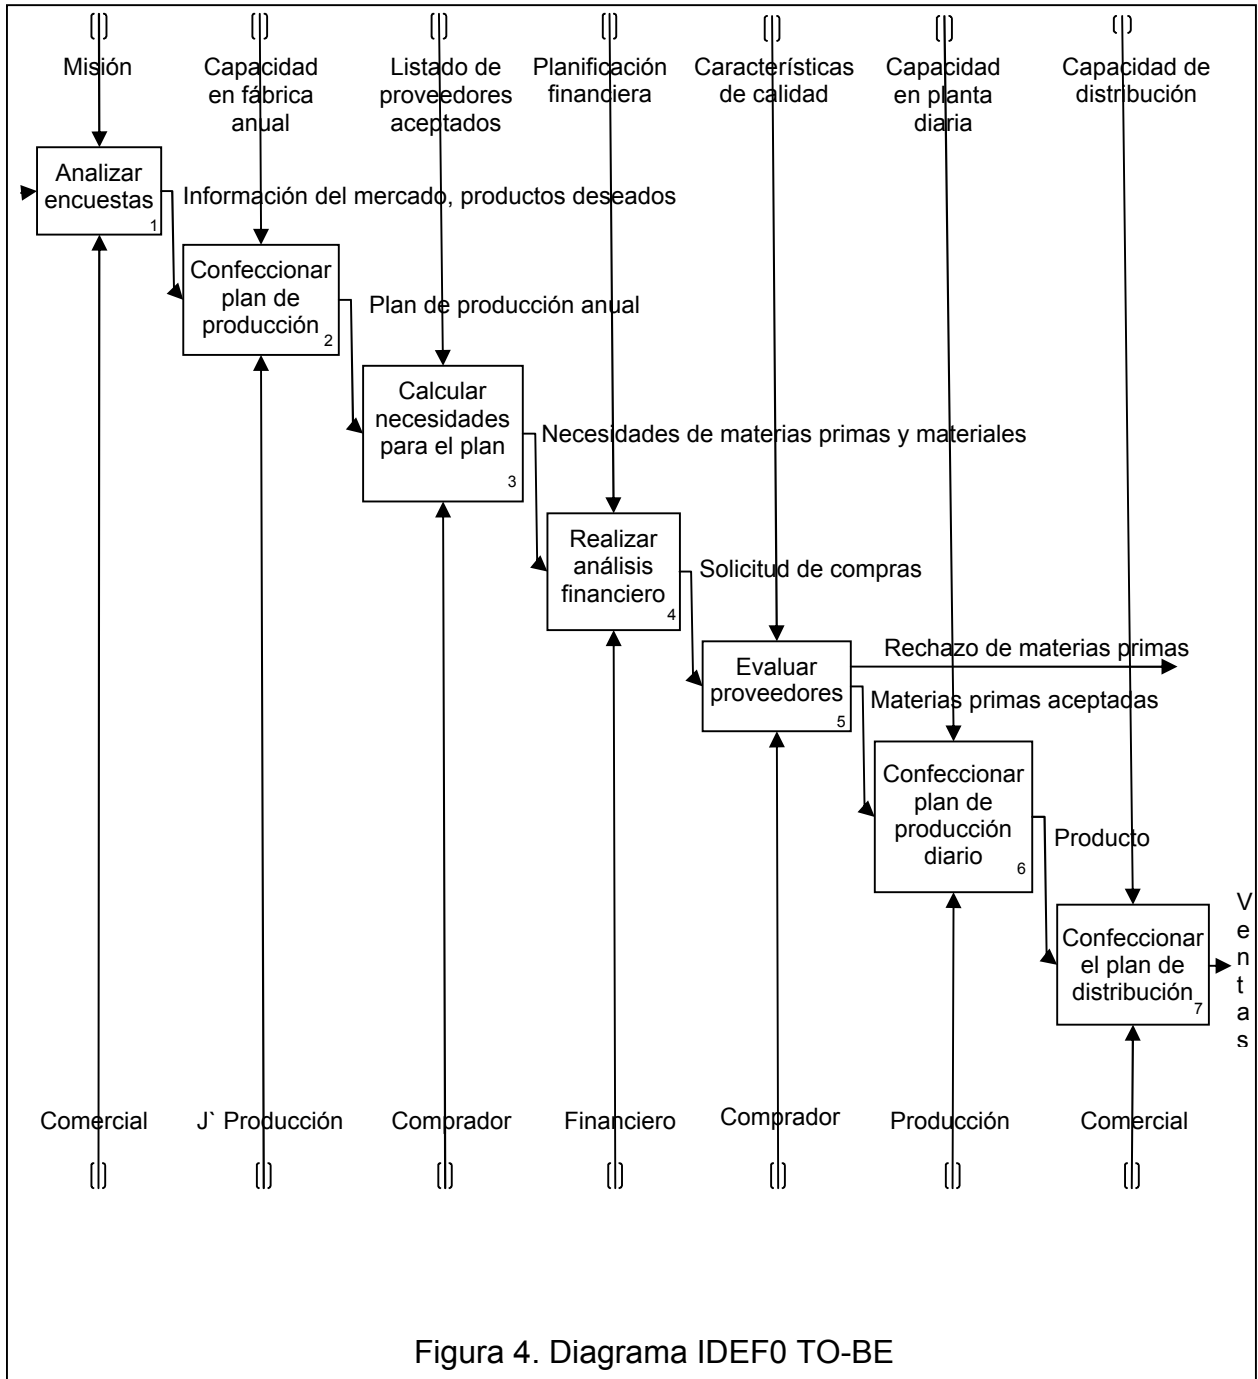 Misión
Capacidad
en fábrica
anual
Listado de
proveedores
aceptados
Planificación
financiera
Características
de calidad
Capacidad
en planta
diaria
Capacidad de
distribución
Analizar
encuestas
1
Información del mercado, productos deseados
Confeccionar
plan de
producción
2
Plan de producción anual
Calcular
necesidades
para el plan
3
Necesidades de materias primas y materiales
Realizar
análisis
financiero
4
Solicitud de compras
Evaluar
proveedores
5
Rechazo de materias primas
Materias primas aceptadas
Confeccionar
plan de
producción
diario
6
Producto
Confeccionar
el plan de
distribución
7
Ventas
Comercial
J` Producción
Comprador
Financiero
Comprador
Producción
Comercial
Figura 4. Diagrama IDEF0 TO-BE